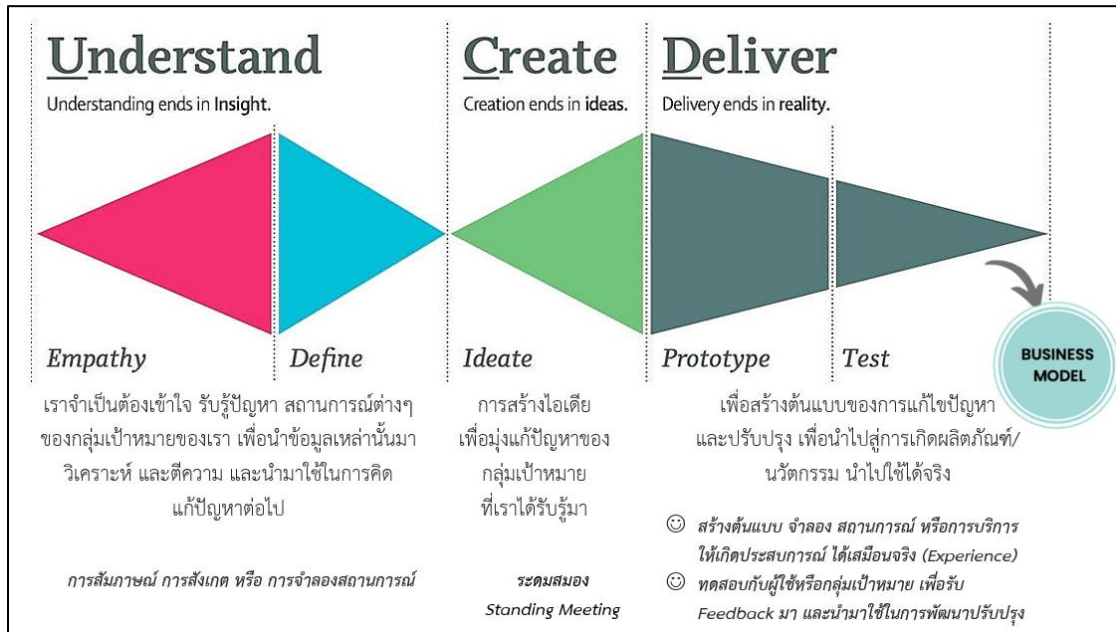 Understand
Understanding ends in Insight.
Create
Creation ends in ideas.
Deliver
Delivery ends in reality.
Empathy
Define
Ideate
Prototype
Test
BUSINESS
MODEL
เราจำเป็นต้องเข้าใจ รับรู้ปัญหา สถานการณ์ต่างๆ
ของกลุ่มเป้าหมายของเรา เพื่อนำข้อมูลเหล่านั้นมา
วิเคราะห์ และตีความ และนำมาใช้ในการคิด
แก้ปัญหาต่อไป
การสัมภาษณ์ การสังเกต หรือ การจำลองสถานการณ์
การสร้างไอเดีย
เพื่อมุ่งแก้ปัญหาของ
กลุ่มเป้าหมาย
ที่เราได้รับรู้มา
ระดมสมอง
Standing Meeting
เพื่อสร้างต้นแบบของการแก้ไขปัญหา
และปรับปรุง เพื่อนำไปสู่การเกิดผลิตภัณฑ์/
นวัตกรรม นำไปใช้ได้จริง
☺ สร้างต้นแบบ จำลอง สถานการณ์ หรือการบริการ
ให้เกิดประสบการณ์ ได้เสมือนจริง (Experience)
☺ ทดสอบกับผู้ใช้หรือกลุ่มเป้าหมาย เพื่อรับ
Feedback มา และนำมาใช้ในการพัฒนาปรับปรุง